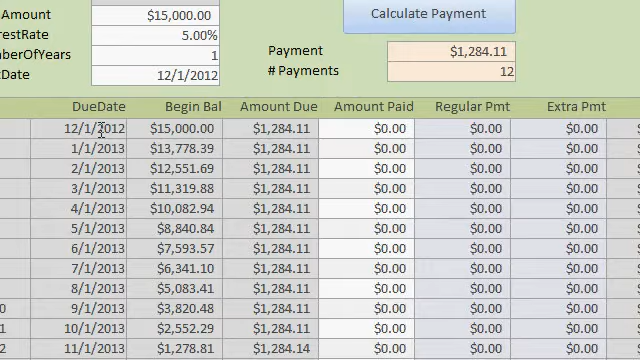 Amount $15,000.00
Calculate Payment
5.00%
1
Payment $1,284.11
12/1/2012
# Payments 12
DueDate Begin Bal Amount Due Amount Paid Regular Pmt Extra Pmt
12/1/2012 $15,000.00 $1,284.11 $0.00 $0.00 $0.00
1/1/2013 $13,778.39 $1,284.11 $0.00 $0.00 $0.00
2/1/2013 $12,551.69 $1,284.11 $0.00 $0.00 $0.00
3/1/2013 $11,319.88 $1,284.11 $0.00 $0.00 $0.00
4/1/2013 $10,082.94 $1,284.11 $0.00 $0.00 $0.00
5/1/2013 $8,840.84 $1,284.11 $0.00 $0.00 $0.00
6/1/2013 $7,593.57 $1,284.11 $0.00 $0.00 $0.00
7/1/2013 $6,341.10 $1,284.11 $0.00 $0.00 $0.00
8/1/2013 $5,083.41 $1,284.11 $0.00 $0.00 $0.00
9/1/2013 $3,820.48 $1,284.11 $0.00 $0.00 $0.00
10/1/2013 $2,552.29 $1,284.11 $0.00 $0.00 $0.00
11/1/2013 $1,278.81 $1,284.14 $0.00 $0.00 $0.00